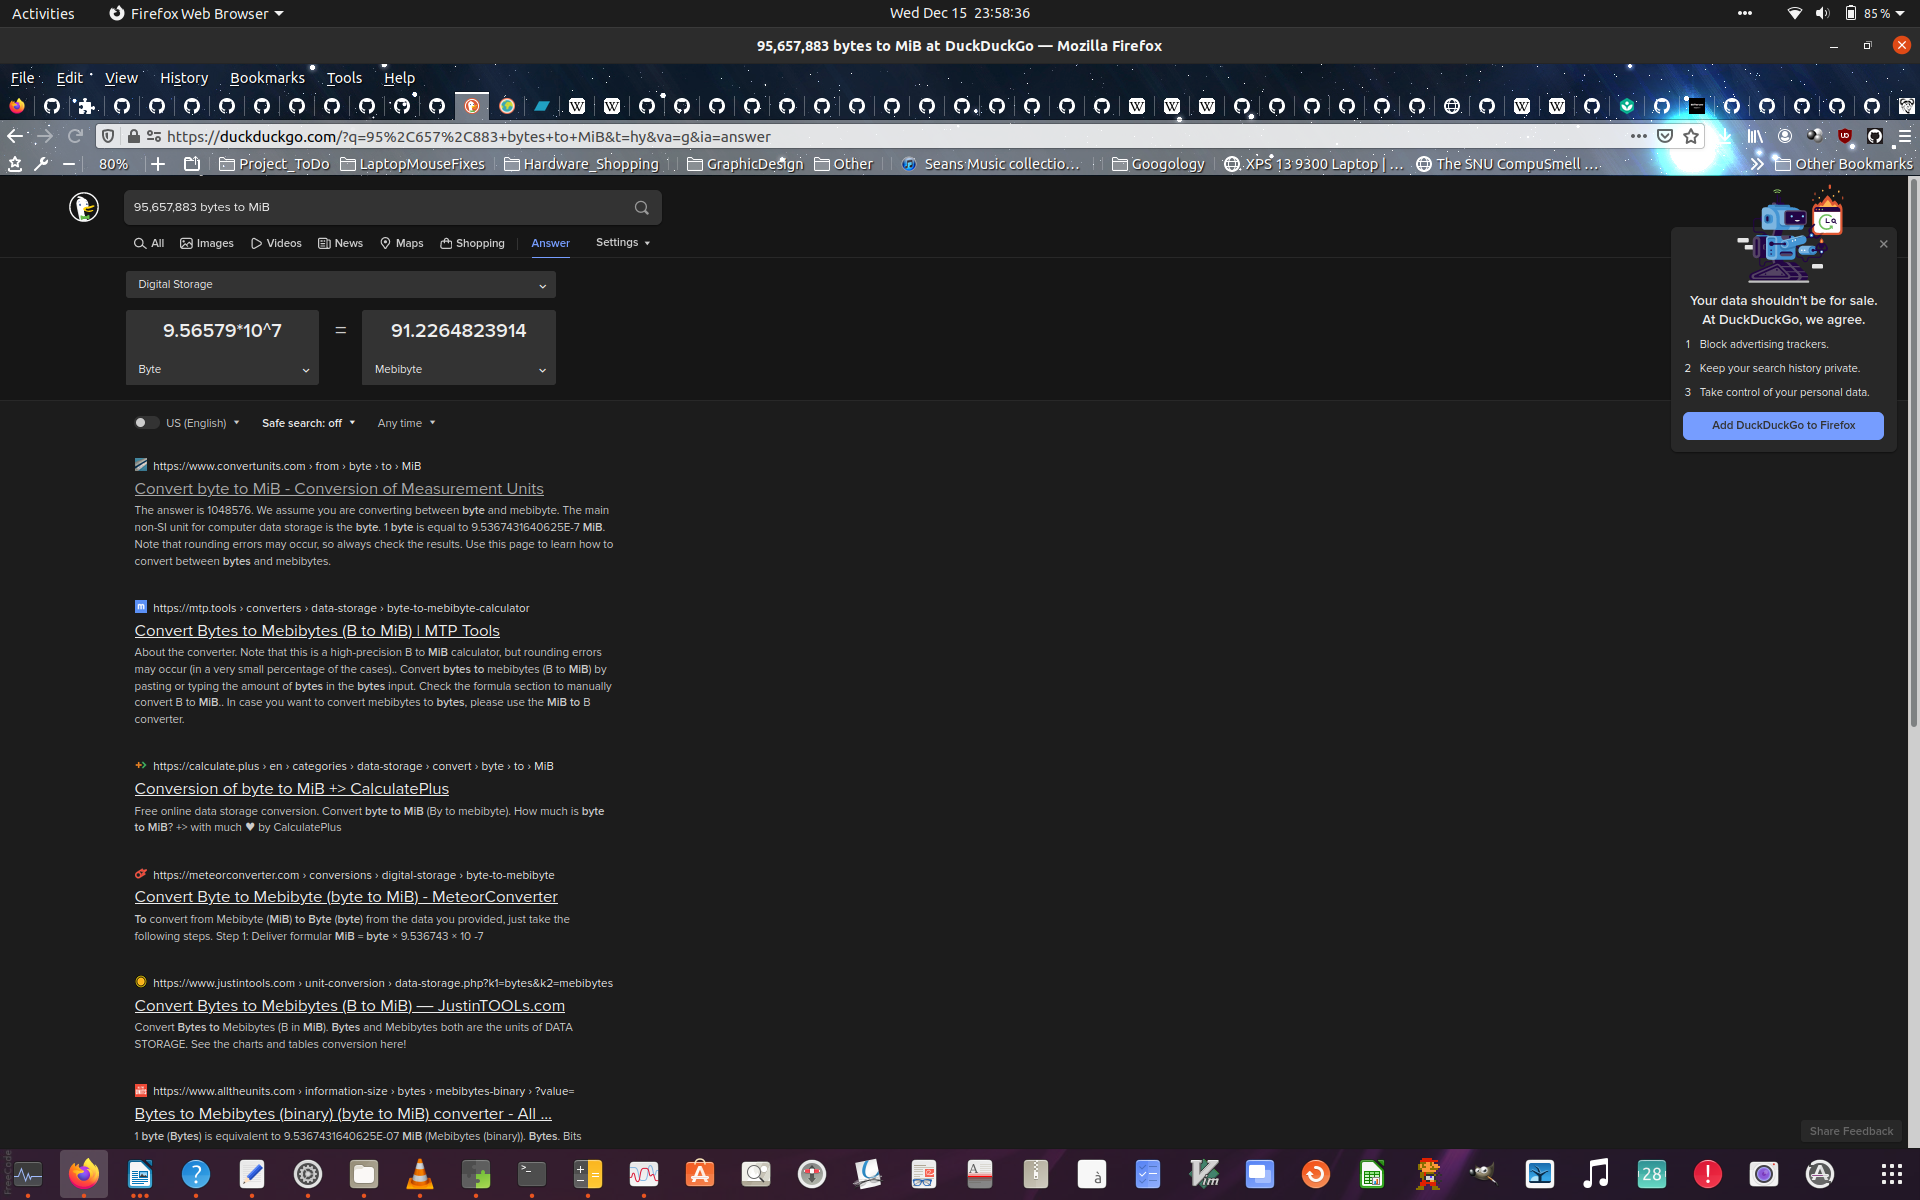 Activities
Firefox Web Browser
Wed Dec 15 23:58:36
85 %
95,657,883 bytes to MiB at DuckDuckGo — Mozilla Firefox
File Edit View History Bookmarks Tools Help
https://duckduckgo.com/?q=95%2C657%2C883+bytes+to+MiB&t=hy&va=g&ia=answer
80%
Project_ToDo
LaptopMouseFixes
Hardware_Shopping
GraphicDesign
Other
Seans Music collectio…
Googology
XPS 13 9300 Laptop | …
The SNU CompuSmell …
Other Bookmarks
95,657,883 bytes to MiB
All Images Videos News Maps Shopping Answer Settings
Digital Storage
9.56579*10^7 = 91.2264823914
Byte
Mebibyte
US (English) Safe search: off Any time
https://www.convertunits.com › from › byte › to › MiB
Convert byte to MiB - Conversion of Measurement Units
The answer is 1048576. We assume you are converting between byte and mebibyte. The main
non-SI unit for computer data storage is the byte. 1 byte is equal to 9.5367431640625E-7 MiB.
Note that rounding errors may occur, so always check the results. Use this page to learn how to
convert between bytes and mebibytes.
https://mtp.tools › converters › data-storage › byte-to-mebibyte-calculator
Convert Bytes to Mebibytes (B to MiB) | MTP Tools
About the converter. Note that this is a high-precision B to MiB calculator, but rounding errors
may occur (in a very small percentage of the cases).. Convert bytes to mebibytes (B to MiB) by
pasting or typing the amount of bytes in the bytes input. Check the formula section to manually
convert B to MiB.. In case you want to convert mebibytes to bytes, please use the MiB to B
converter.
https://calculate.plus › en › categories › data-storage › convert › byte › to › MiB
Conversion of byte to MiB +> CalculatePlus
Free online data storage conversion. Convert byte to MiB (By to mebibyte). How much is byte
to MiB? +> with much ♥ by CalculatePlus
https://meteorconverter.com › conversions › digital-storage › byte-to-mebibyte
Convert Byte to Mebibyte (byte to MiB) - MeteorConverter
To convert from Mebibyte (MiB) to Byte (byte) from the data you provided, just take the
following steps. Step 1: Deliver formular MiB = byte × 9.536743 × 10 -7
https://www.justintools.com › unit-conversion › data-storage.php?k1=bytes&k2=mebibytes
Convert Bytes to Mebibytes (B to MiB) — JustinTOOLs.com
Convert Bytes to Mebibytes (B in MiB). Bytes and Mebibytes both are the units of DATA
STORAGE. See the charts and tables conversion here!
https://www.alltheunits.com › information-size › bytes › mebibytes-binary › ?value=
Bytes to Mebibytes (binary) (byte to MiB) converter - All ...
1 byte (Bytes) is equivalent to 9.5367431640625E-07 MiB (Mebibytes (binary)). Bytes. Bits
Your data shouldn't be for sale.
At DuckDuckGo, we agree.
1 Block advertising trackers.
2 Keep your search history private.
3 Take control of your personal data.
Add DuckDuckGo to Firefox
Share Feedback
28